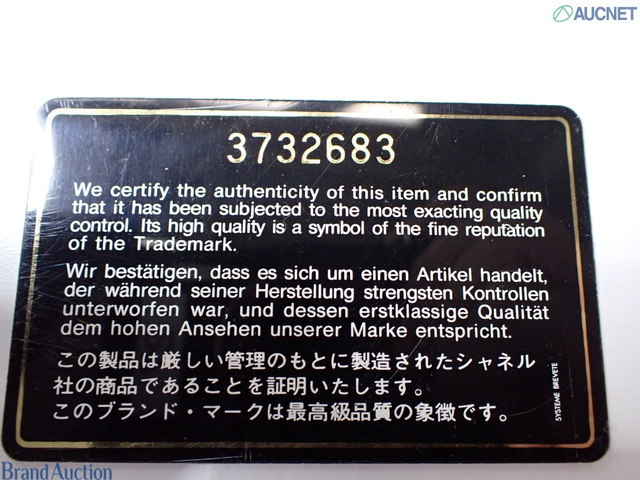 AUCNET
3732683
We certify the authenticity of this item and confirm
that it has been subjected to the most exacting quality
control. Its high quality is a symbol of the fine reputation
of the Trademark.
Wir bestätigen, dass es sich um einen Artikel handelt,
der während seiner Herstellung strengsten Kontrollen
unterworfen war, und dessen erstklassige Qualität
dem hohen Ansehen unserer Marke entspricht.
この製品は厳しい管理のもとに製造されたシャネル
社の商品であることを証明いたします。
このブランド・マークは最高級品質の象徴です。
SYSTEME BREVETE
Brand Auction